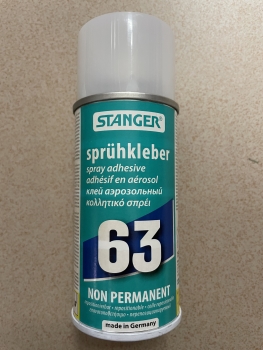 STANGER®
sprühkleber
spray adhesive
adhésif en aérosol
клей аэрозольный
κολλητικό σπρέι
63
NON PERMANENT
made in Germany